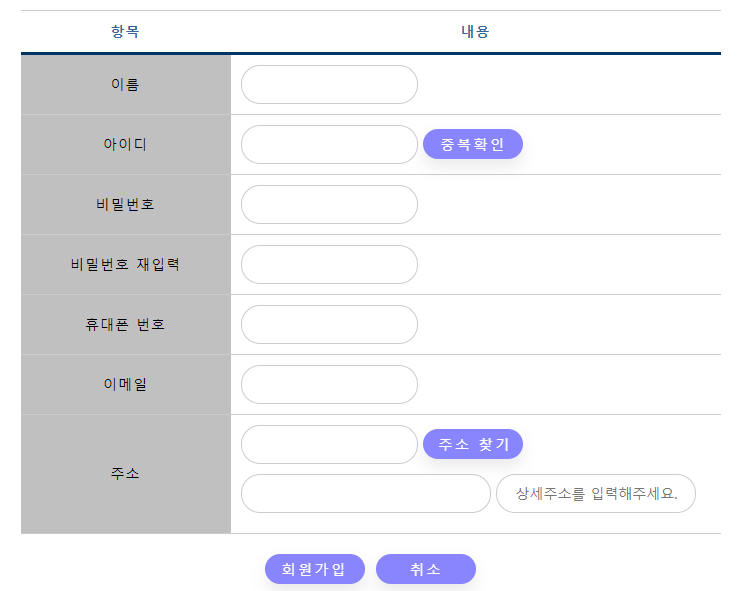 항목 내용
이름
아이디 중복확인
비밀번호
비밀번호 재입력
휴대폰 번호
이메일
주소 찾기
주소
상세주소를 입력해주세요.
회원가입 취소